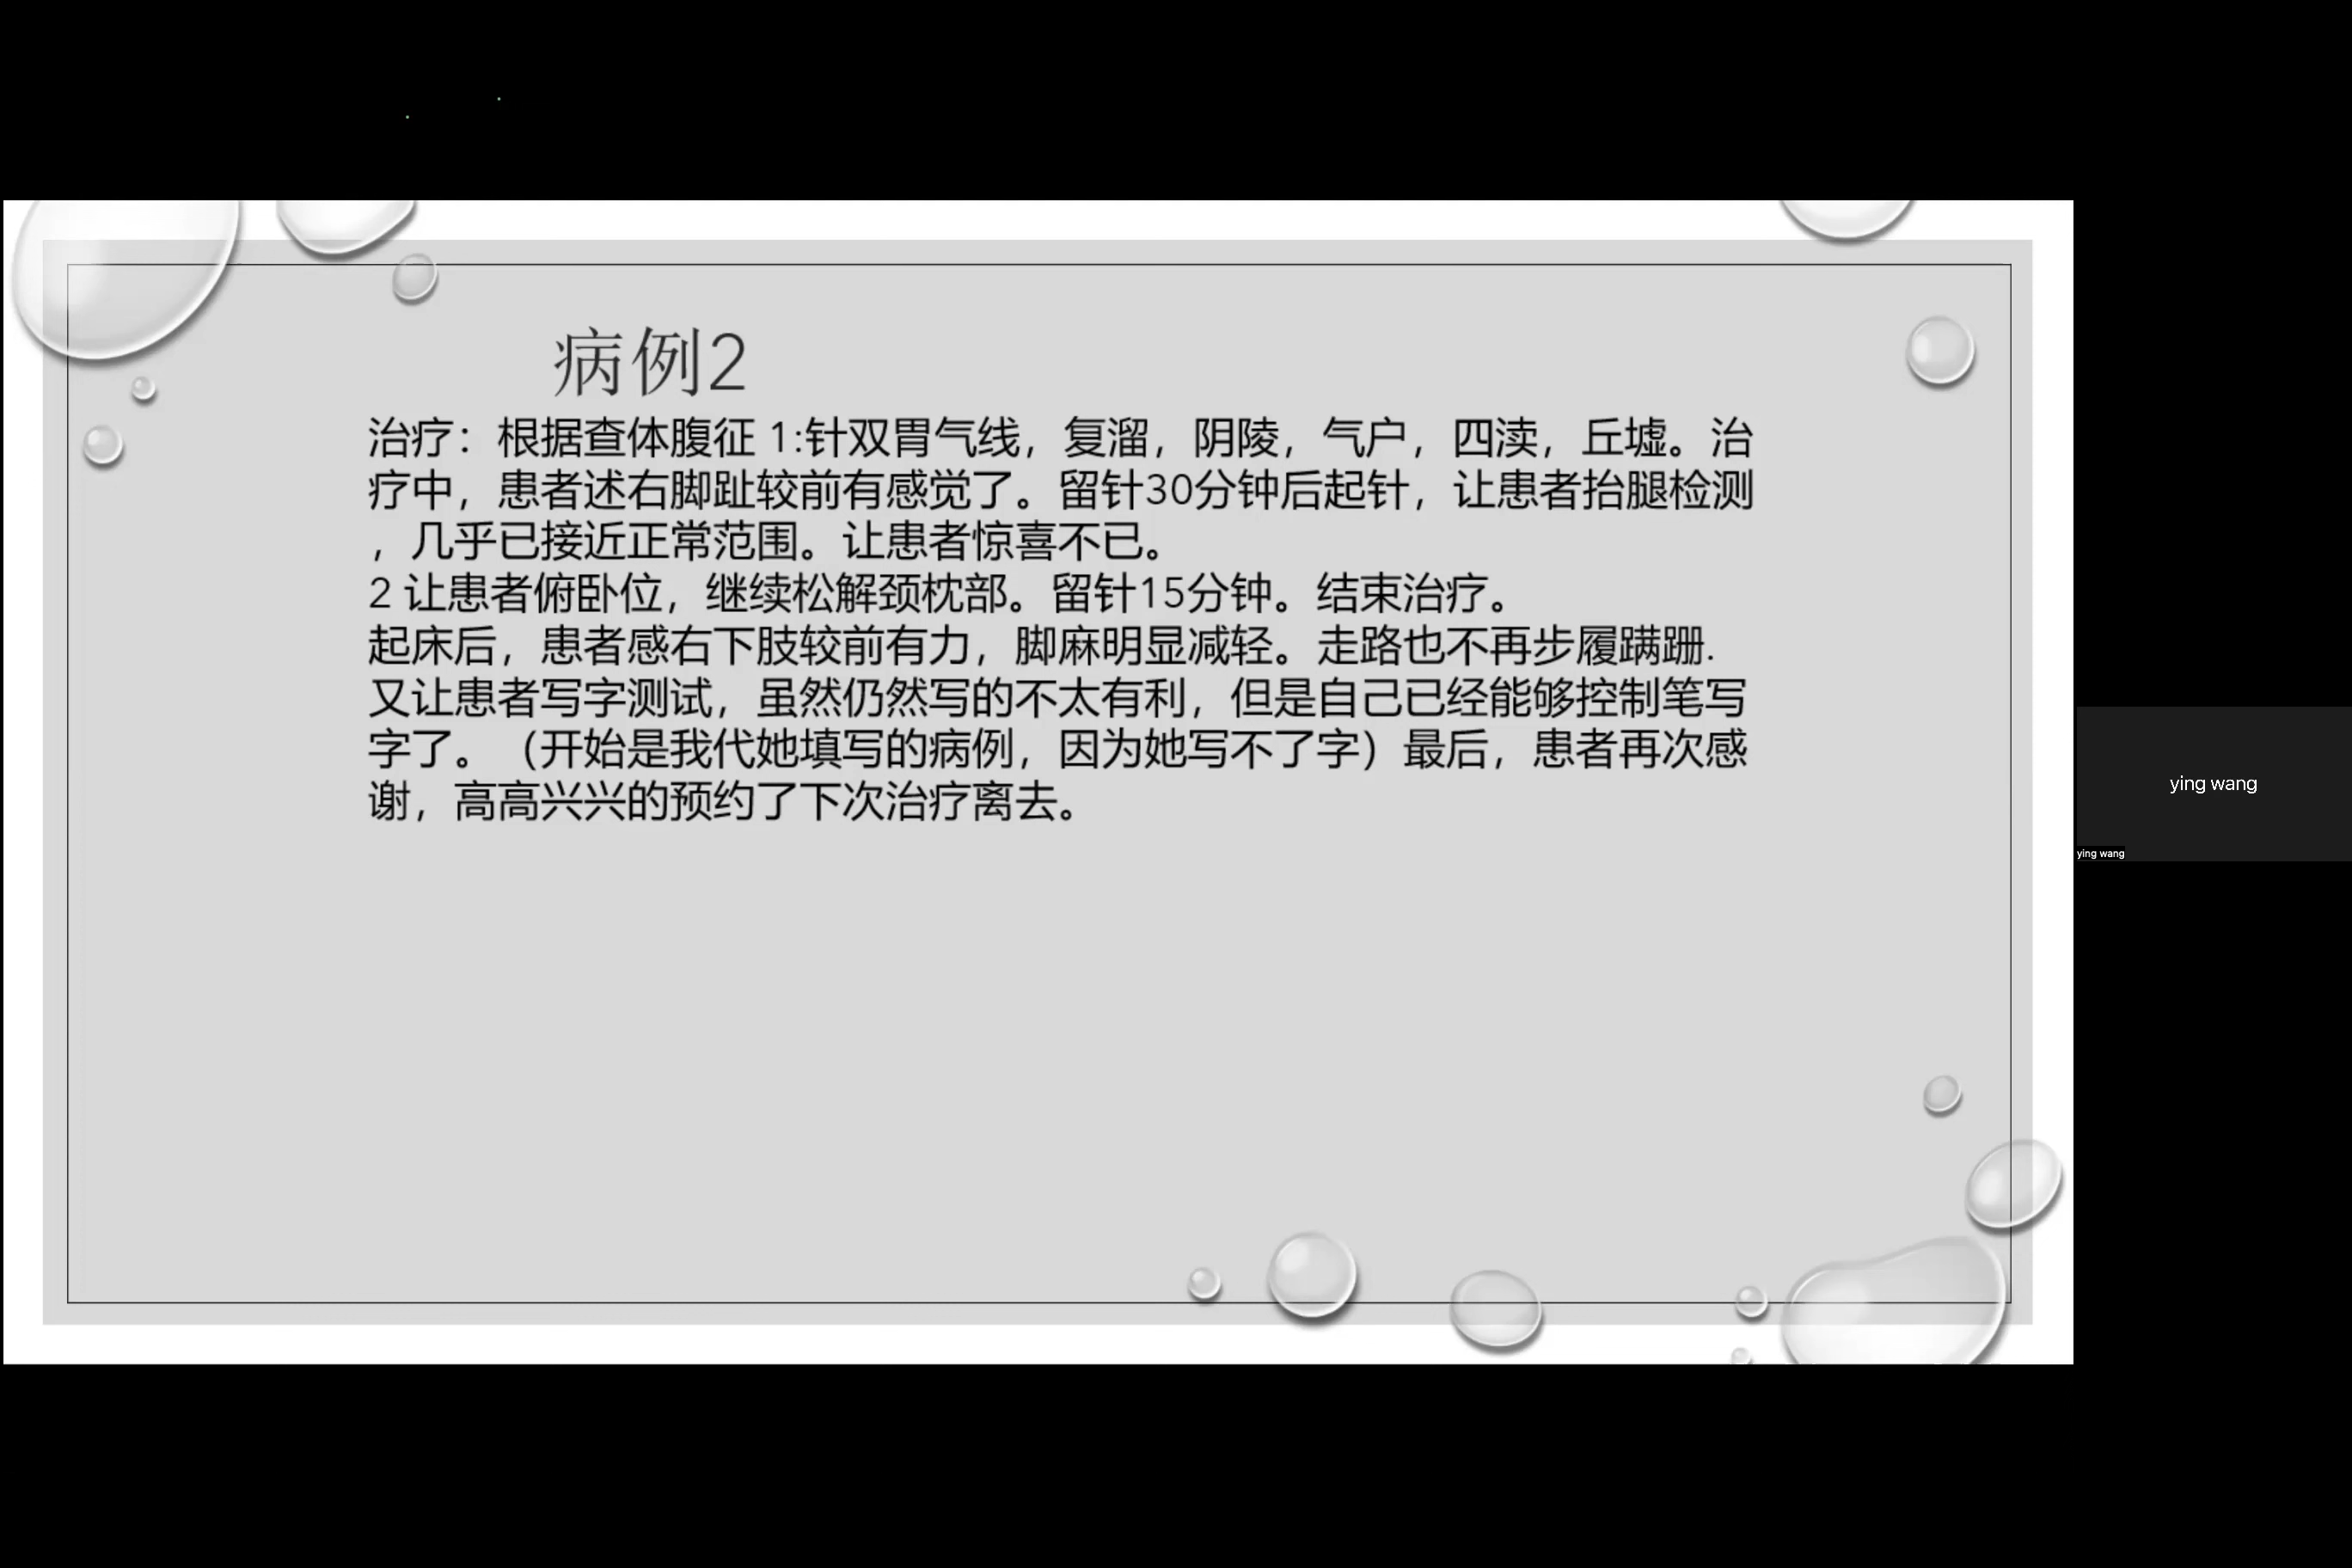 病例2
治疗：根据查体腹征 1:针双胃气线，复溜，阴陵，气户，四渎，丘墟。治
疗中，患者述右脚趾较前有感觉了。留针30分钟后起针，让患者抬腿检测
，几乎已接近正常范围。让患者惊喜不已。
2 让患者俯卧位，继续松解颈枕部。留针15分钟。结束治疗。
起床后，患者感右下肢较前有力，脚麻明显减轻。走路也不再步履蹒跚.
又让患者写字测试，虽然仍然写的不太有利，但是自己已经能够控制笔写
字了。（开始是我代她填写的病例，因为她写不了字）最后，患者再次感
谢，高高兴兴的预约了下次治疗离去。
ying wang
ying wang